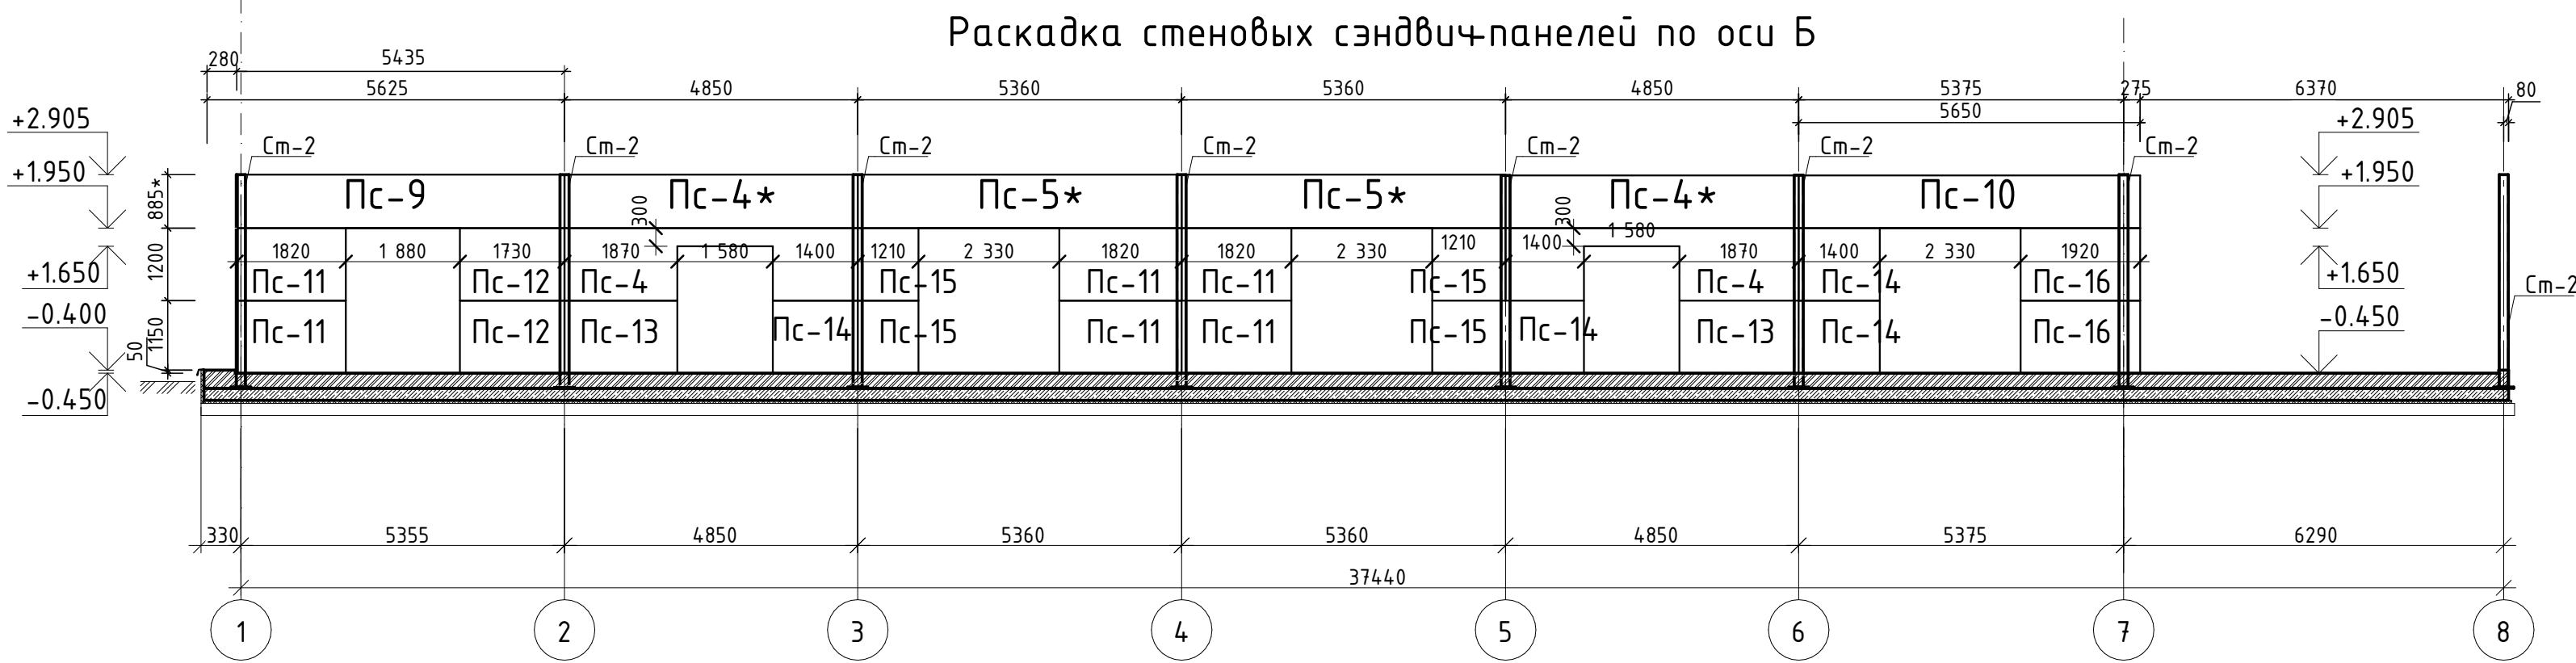 Раскадка стеновых сэндвич-панелей по оси Б
280 5435
5625 4850 5360 5360 4850 5375 275 6370 80
5650
+2.905 +2.905
Ст-2 Ст-2 Ст-2 Ст-2 Ст-2 Ст-2 Ст-2
+1.950 +1.950
885* Пс-9 Пс-4* Пс-5* Пс-5* Пс-4* Пс-10
300 300
1 580
1820 1 880 1730 1870 1 580 1400 1210 2 330 1820 1820 2 330 1210 1400 1870 1400 2 330 1920
1200
+1.650 Пс-11 Пс-12 Пс-4 Пс-15 Пс-11 Пс-11 Пс-15 Пс-4 Пс-14 Пс-16 +1.650
Ст-2
-0.400 -0.450
1150 Пс-11 Пс-12 Пс-13 Пс-14 Пс-15 Пс-11 Пс-11 Пс-15 Пс-14 Пс-13 Пс-14 Пс-16
50
-0.450
330 5355 4850 5360 5360 4850 5375 6290
37440
1 2 3 4 5 6 7 8